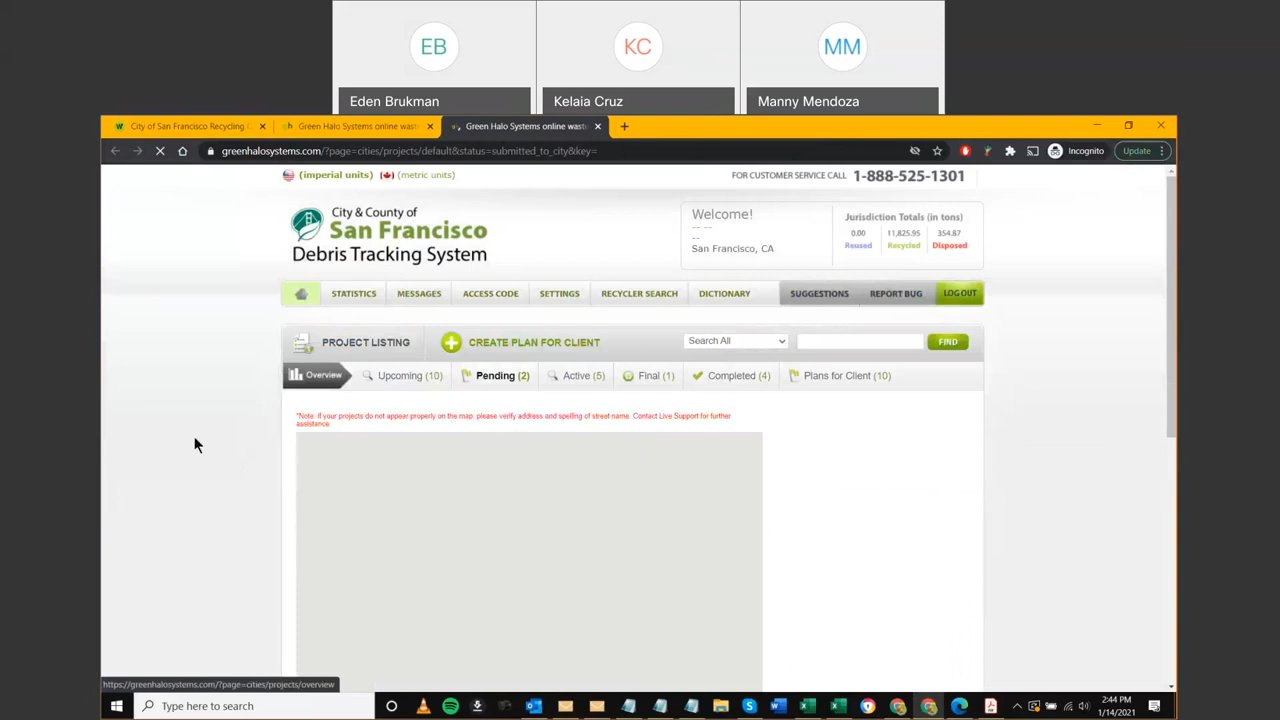 EB
KC
MM
Eden Brukman
Kelaia Cruz
Manny Mendoza
City of San Francisco Recycling
Green Halo Systems online wast
Green Halo Systems online wast
greenhalosystems.com/?page=cities/projects/default&status=submitted_to_city&key=
Incognito
Update
(imperial units)
(metric units)
FOR CUSTOMER SERVICE CALL 1-888-525-1301
City & County of
San Francisco
Debris Tracking System
Welcome!
-- --
--
San Francisco, CA
Jurisdiction Totals (in tons)
0.00 11,825.95 354.87
Reused Recycled Disposed
STATISTICS MESSAGES ACCESS CODE SETTINGS RECYCLER SEARCH DICTIONARY SUGGESTIONS REPORT BUG LOG OUT
PROJECT LISTING CREATE PLAN FOR CLIENT Search All FIND
Overview Upcoming (10) Pending (2) Active (5) Final (1) Completed (4) Plans for Client (10)
*Note: If your projects do not appear properly on the map, please verify address and spelling of street name. Contact Live Support for further
assistance.
https://greenhalosystems.com/?page=cities/projects/overview
Type here to search
2:44 PM
1/14/2021